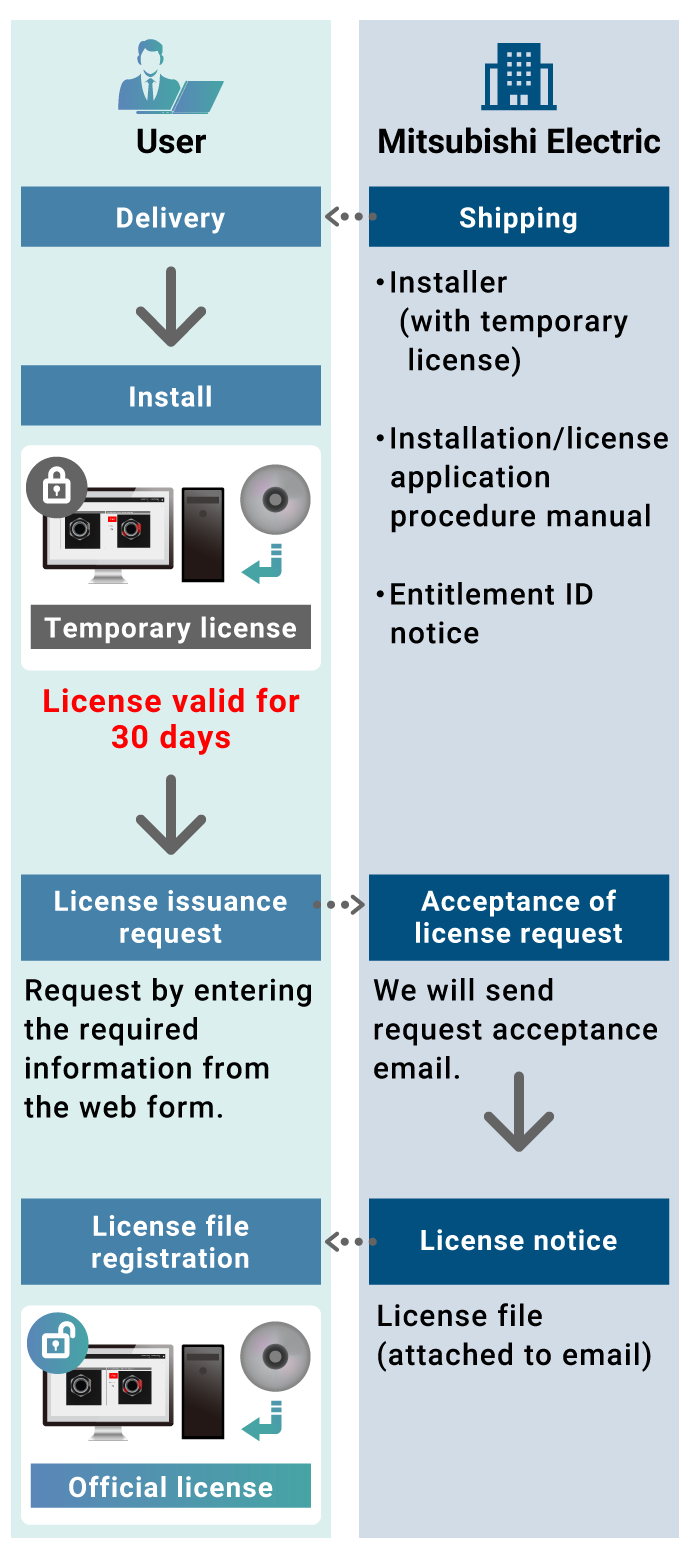 User
Mitsubishi Electric
Delivery
Shipping
・Installer
(with temporary
license)
・Installation/license
application
procedure manual
・Entitlement ID
notice
Install
Temporary license
License valid for
30 days
License issuance
request
Acceptance of
license request
Request by entering
the required
information from
the web form.
We will send
request acceptance
email.
License file
registration
License notice
License file
(attached to email)
Official license